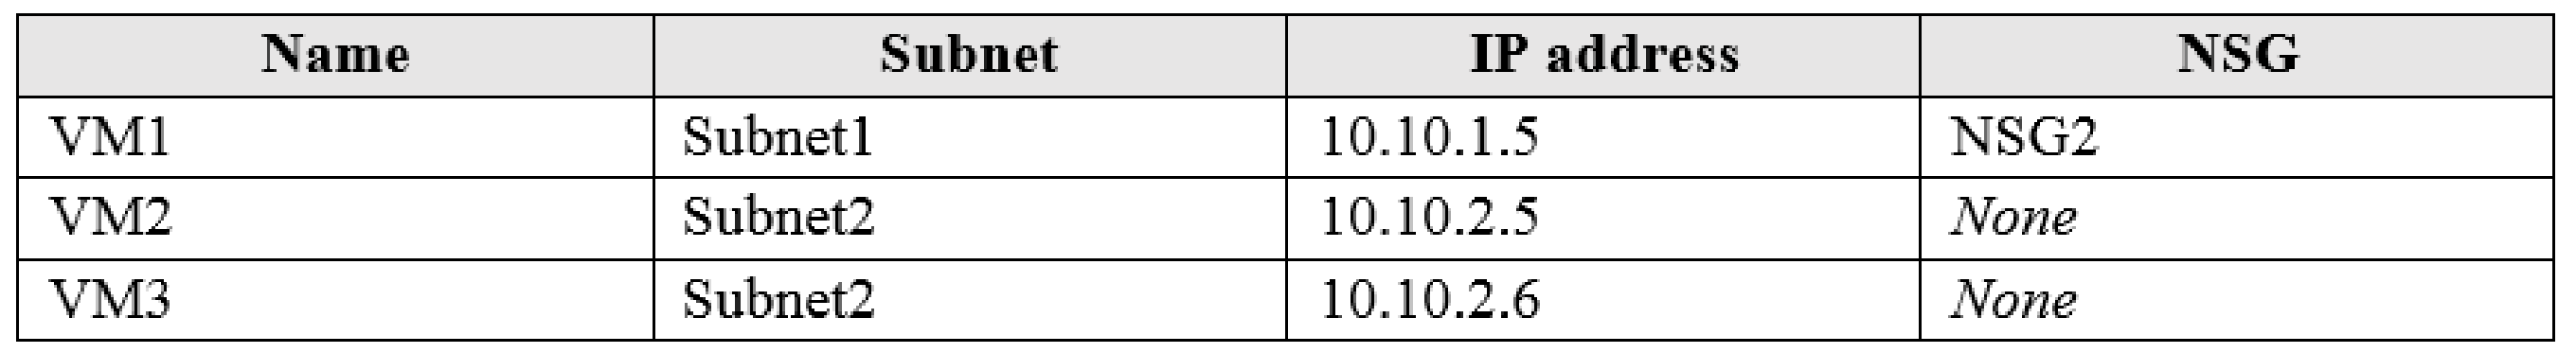 Name Subnet IP address NSG
VM1 Subnet1 10.10.1.5 NSG2
VM2 Subnet2 10.10.2.5 None
VM3 Subnet2 10.10.2.6 None